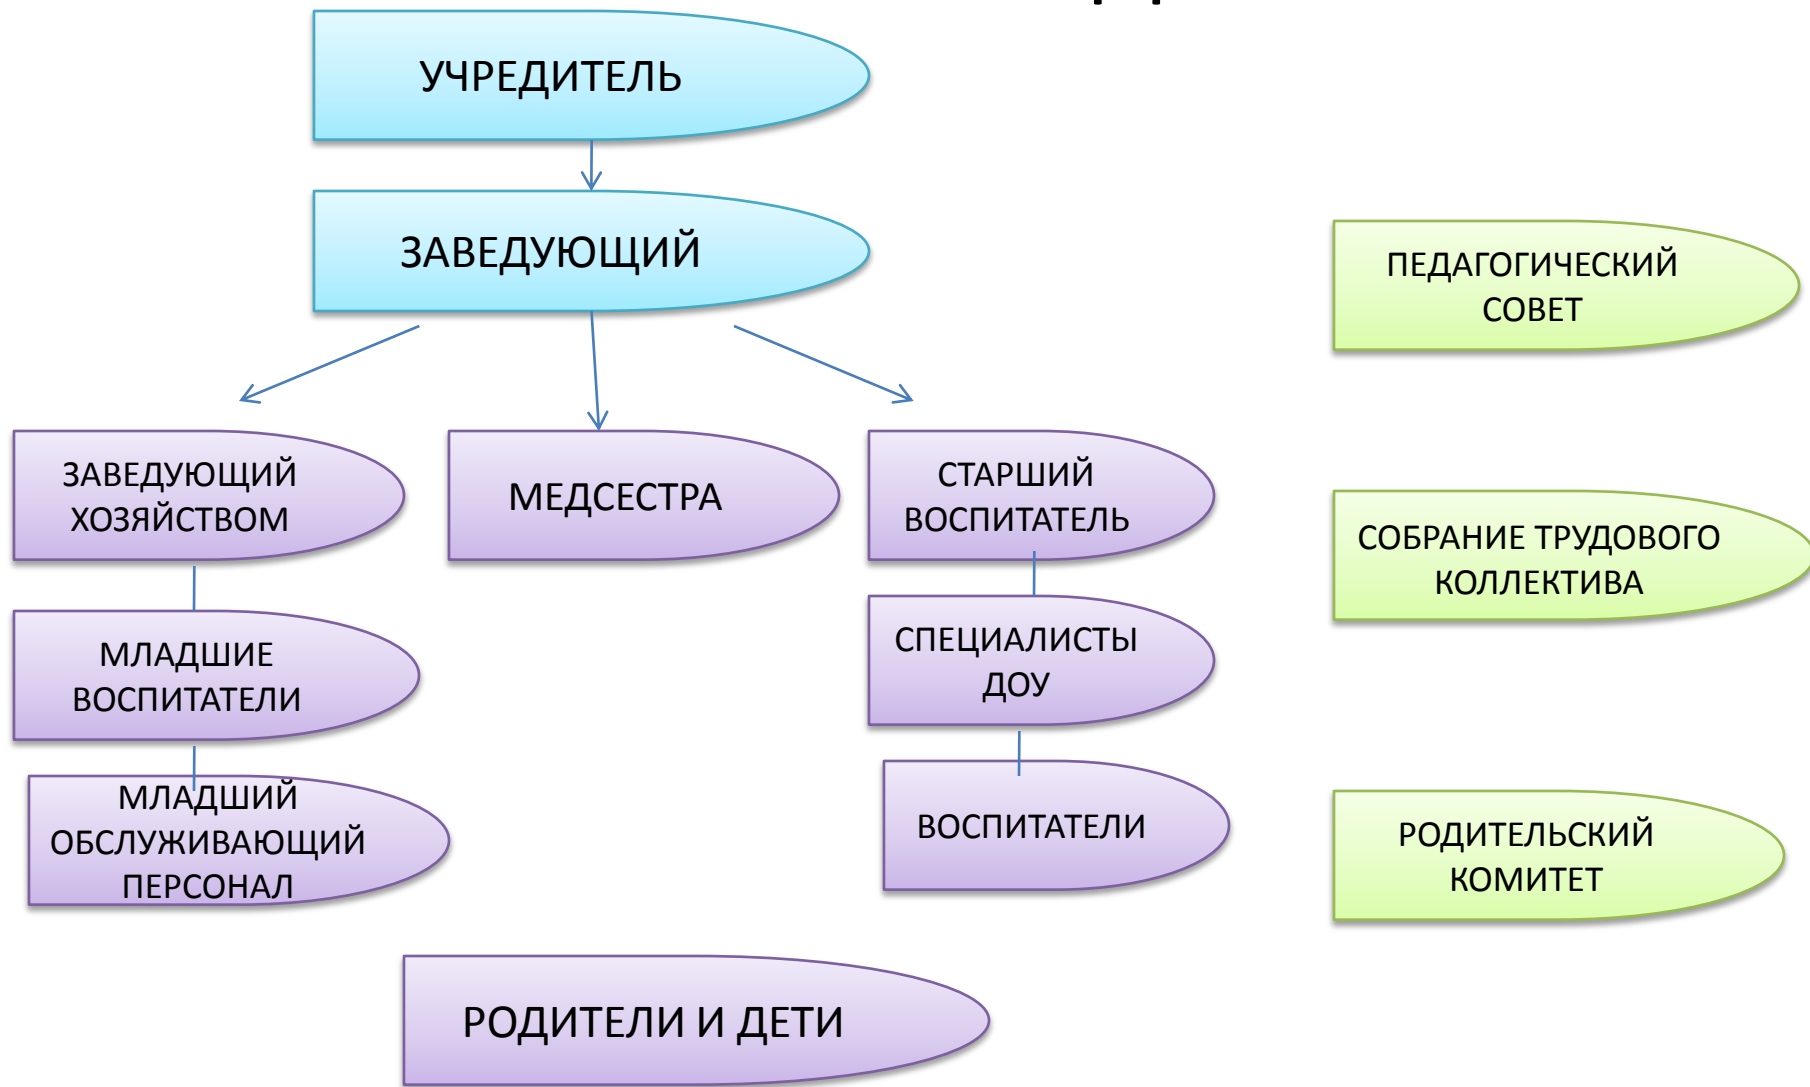 УЧРЕДИТЕЛЬ
ЗАВЕДУЮЩИЙ
ПЕДАГОГИЧЕСКИЙ
СОВЕТ
ЗАВЕДУЮЩИЙ
ХОЗЯЙСТВОМ
МЕДСЕСТРА
СТАРШИЙ
ВОСПИТАТЕЛЬ
СОБРАНИЕ ТРУДОВОГО
КОЛЛЕКТИВА
МЛАДШИЕ
ВОСПИТАТЕЛИ
СПЕЦИАЛИСТЫ
ДОУ
МЛАДШИЙ
ОБСЛУЖИВАЮЩИЙ
ПЕРСОНАЛ
ВОСПИТАТЕЛИ
РОДИТЕЛЬСКИЙ
КОМИТЕТ
РОДИТЕЛИ И ДЕТИ